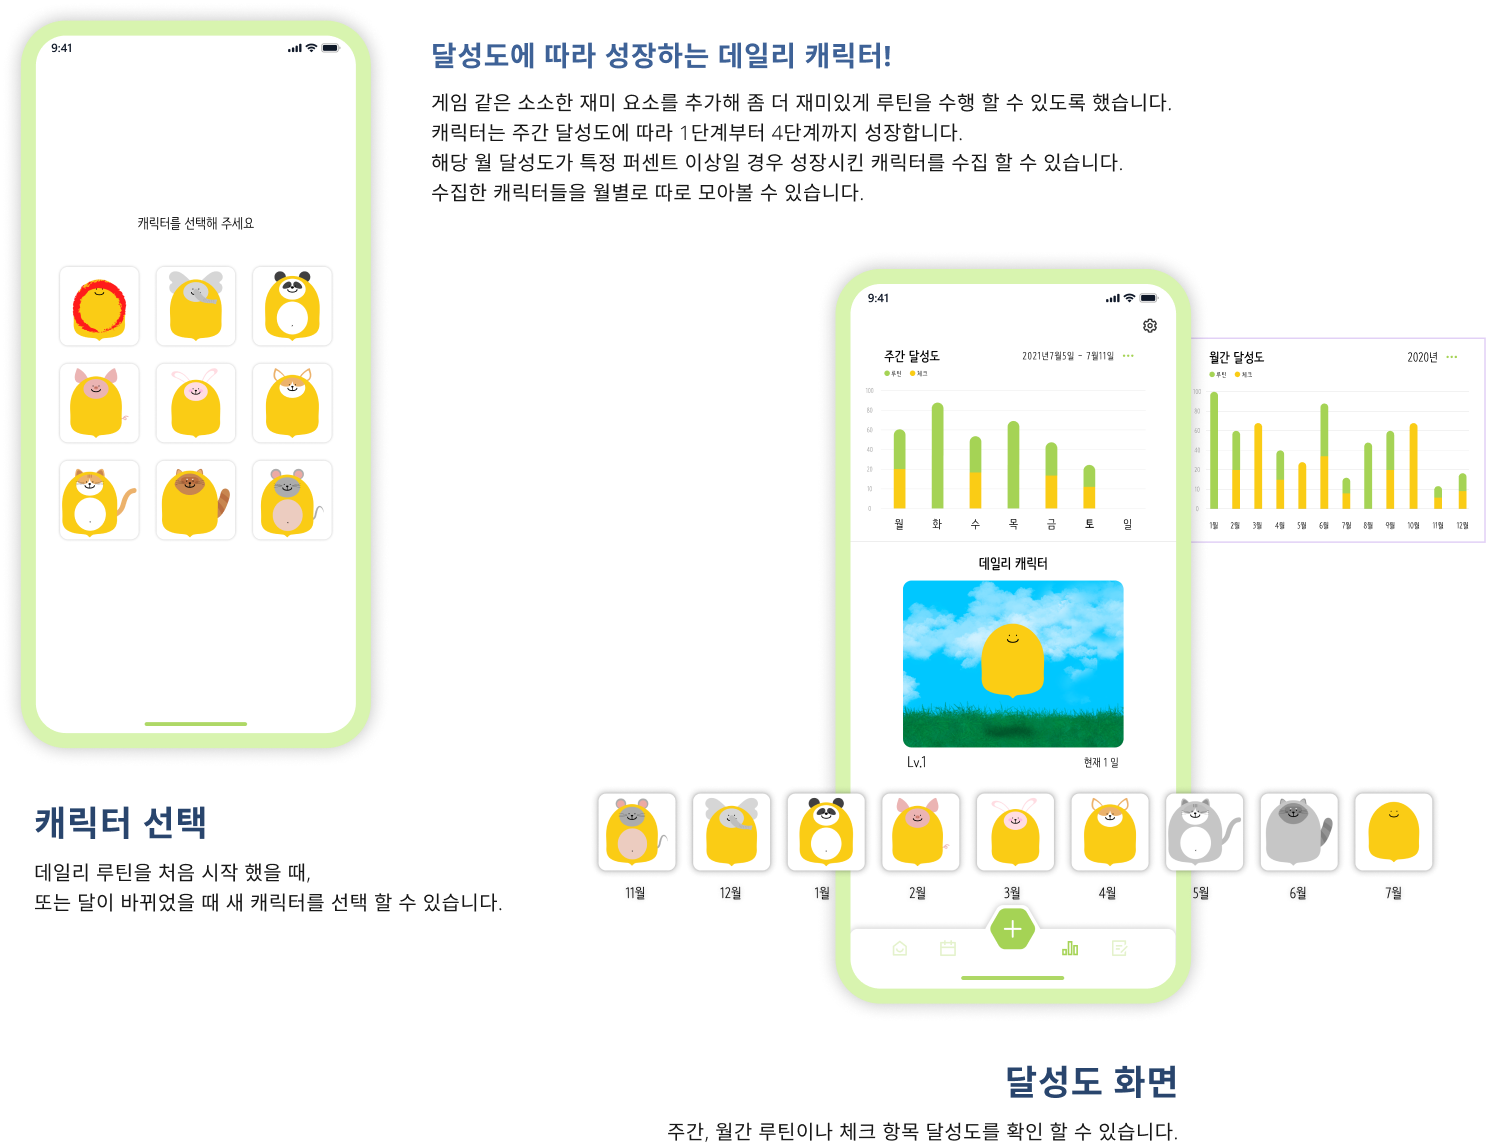 9:41
달성도에 따라 성장하는 데일리 캐릭터!
게임 같은 소소한 재미 요소를 추가해 좀 더 재미있게 루틴을 수행 할 수 있도록 했습니다.
캐릭터는 주간 달성도에 따라 1단계부터 4단계까지 성장합니다.
해당 월 달성도가 특정 퍼센트 이상일 경우 성장시킨 캐릭터를 수집 할 수 있습니다.
수집한 캐릭터들을 월별로 따로 모아볼 수 있습니다.
캐릭터를 선택해 주세요
캐릭터 선택
데일리 루틴을 처음 시작 했을 때,
또는 달이 바뀌었을 때 새 캐릭터를 선택 할 수 있습니다.
9:41
주간 달성도
2021년7월5일 – 7월11일
루틴 체크
100
80
60
40
20
10
0
월 화 수 목 금 토 일
월간 달성도
2020년
루틴 체크
100
80
60
40
20
10
0
1월 2월 3월 4월 5월 6월 7월 8월 9월 10월 11월 12월
데일리 캐릭터
Lv.1
현재 1 일
11월 12월 1월 2월 3월 4월 5월 6월 7월
달성도 화면
주간, 월간 루틴이나 체크 항목 달성도를 확인 할 수 있습니다.